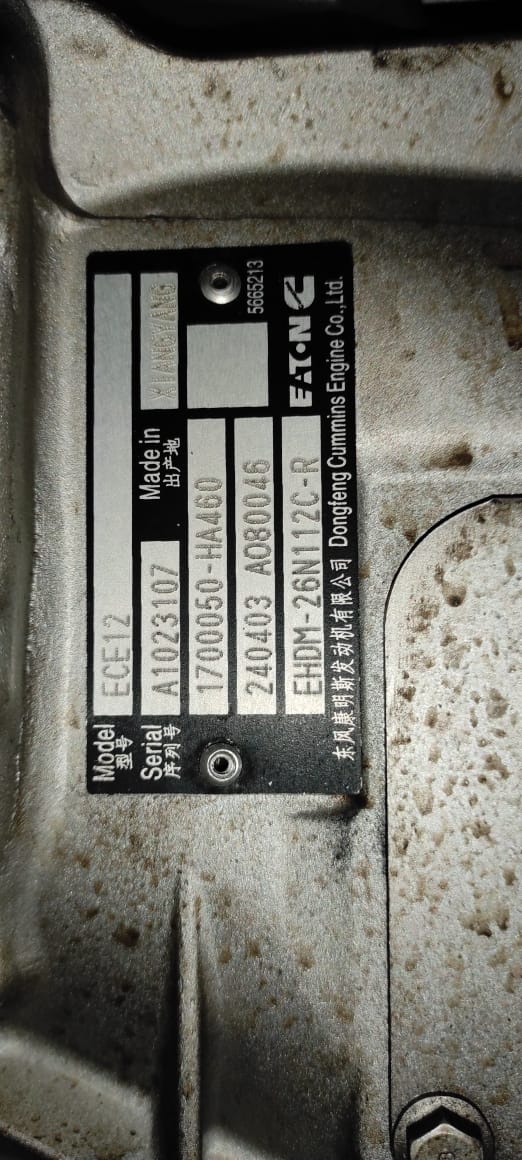 Model
型号
ECE12
Serial
序列号
A1023107
Made in
出产地
XIANGYANG
1700050-HA460
240403 A080046
5665213
EHDM-26N112C-R
EATON
东风康明斯发动机有限公司 Dongfeng Cummins Engine Co.,Ltd.
8